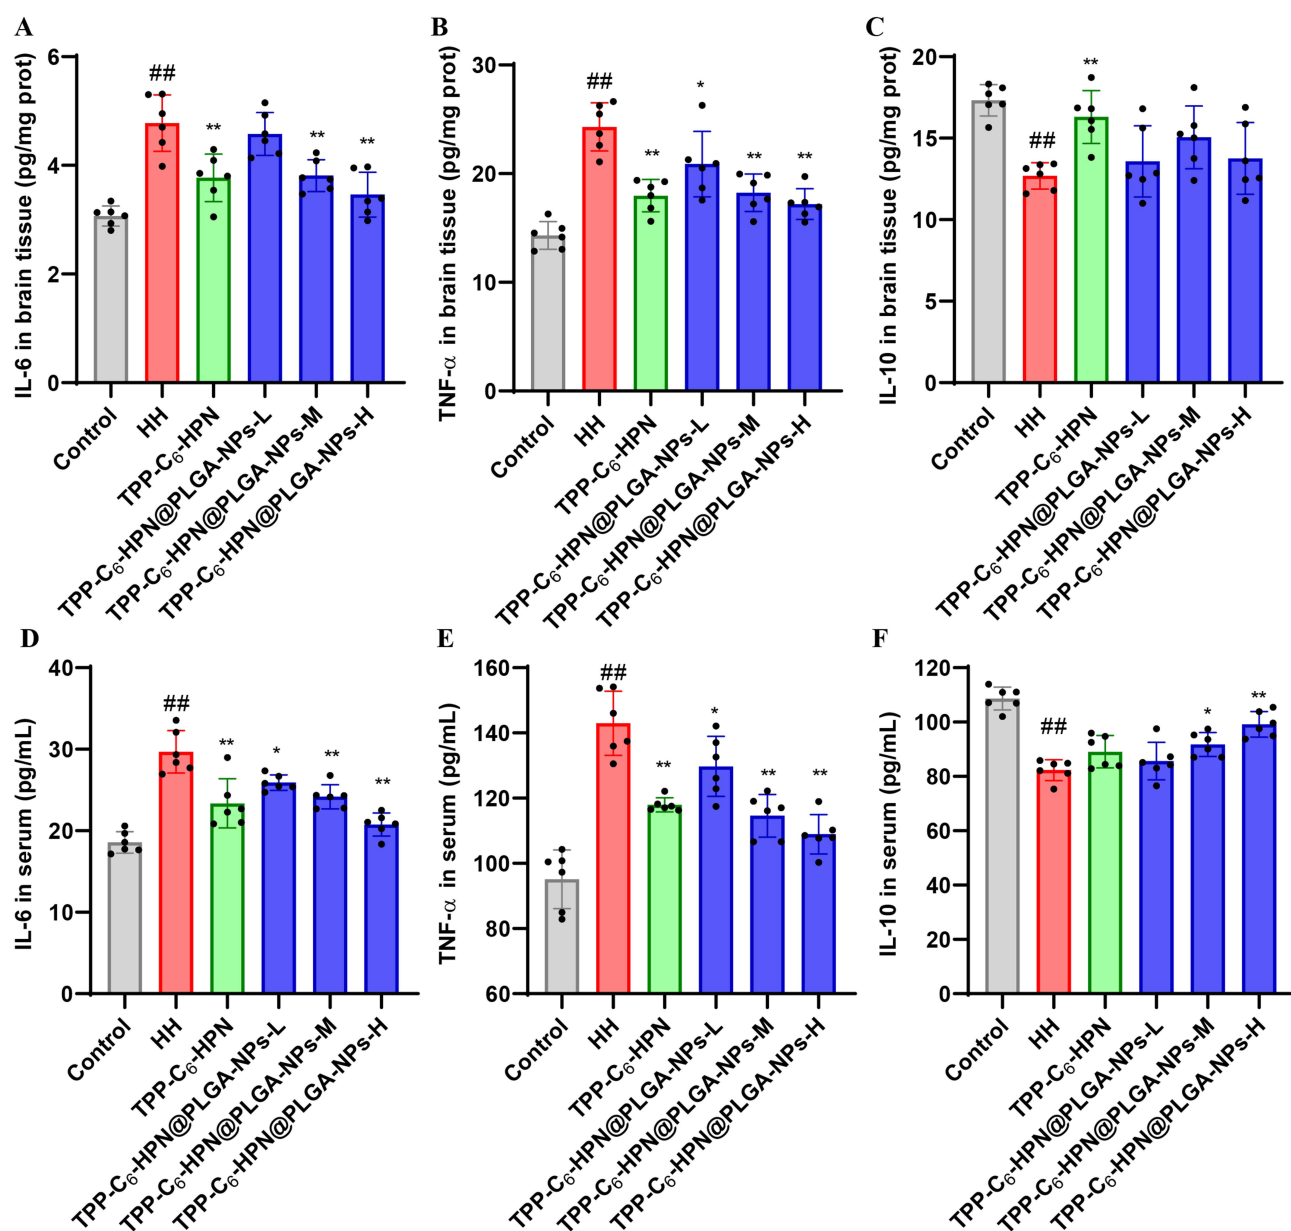 A
IL-6 in brain tissue (pg/mg prot)
6
4
2
0
##
**
**
**
Control
HH
TPP-C₆-HPN
TPP-C₆-HPN@PLGA-NPs-L
TPP-C₆-HPN@PLGA-NPs-M
TPP-C₆-HPN@PLGA-NPs-H
B
TNF-α in brain tissue (pg/mg prot)
30
20
10
0
##
**
*
**
**
Control
HH
TPP-C₆-HPN
TPP-C₆-HPN@PLGA-NPs-L
TPP-C₆-HPN@PLGA-NPs-M
TPP-C₆-HPN@PLGA-NPs-H
C
IL-10 in brain tissue (pg/mg prot)
20
15
10
5
0
##
**
Control
HH
TPP-C₆-HPN
TPP-C₆-HPN@PLGA-NPs-L
TPP-C₆-HPN@PLGA-NPs-M
TPP-C₆-HPN@PLGA-NPs-H
D
IL-6 in serum (pg/mL)
40
30
20
10
0
##
**
*
**
**
Control
HH
TPP-C₆-HPN
TPP-C₆-HPN@PLGA-NPs-L
TPP-C₆-HPN@PLGA-NPs-M
TPP-C₆-HPN@PLGA-NPs-H
E
TNF-α in serum (pg/mL)
160
140
120
100
80
60
##
**
*
**
**
Control
HH
TPP-C₆-HPN
TPP-C₆-HPN@PLGA-NPs-L
TPP-C₆-HPN@PLGA-NPs-M
TPP-C₆-HPN@PLGA-NPs-H
F
IL-10 in serum (pg/mL)
120
100
80
60
40
20
0
##
*
**
Control
HH
TPP-C₆-HPN
TPP-C₆-HPN@PLGA-NPs-L
TPP-C₆-HPN@PLGA-NPs-M
TPP-C₆-HPN@PLGA-NPs-H